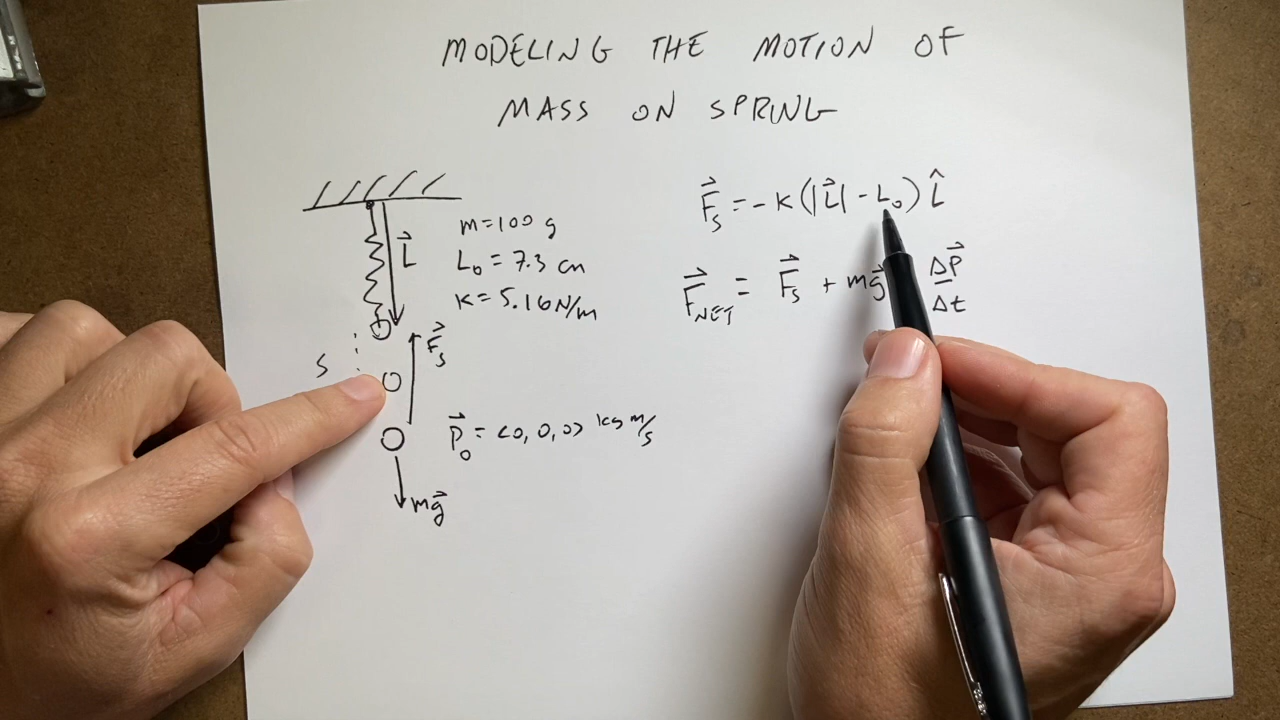 MODELING THE MOTION OF
MASS ON SPRING
L⃗
m=100 g
L₀ = 7.3 cm
K = 5.16 N/m
S
F⃗s
P⃗₀ = <0, 0, 0> kg m/s
mg⃗
F⃗s = -K(|L⃗| - L₀) L̂
F⃗NET = F⃗s + mg⃗ ΔP⃗/Δt